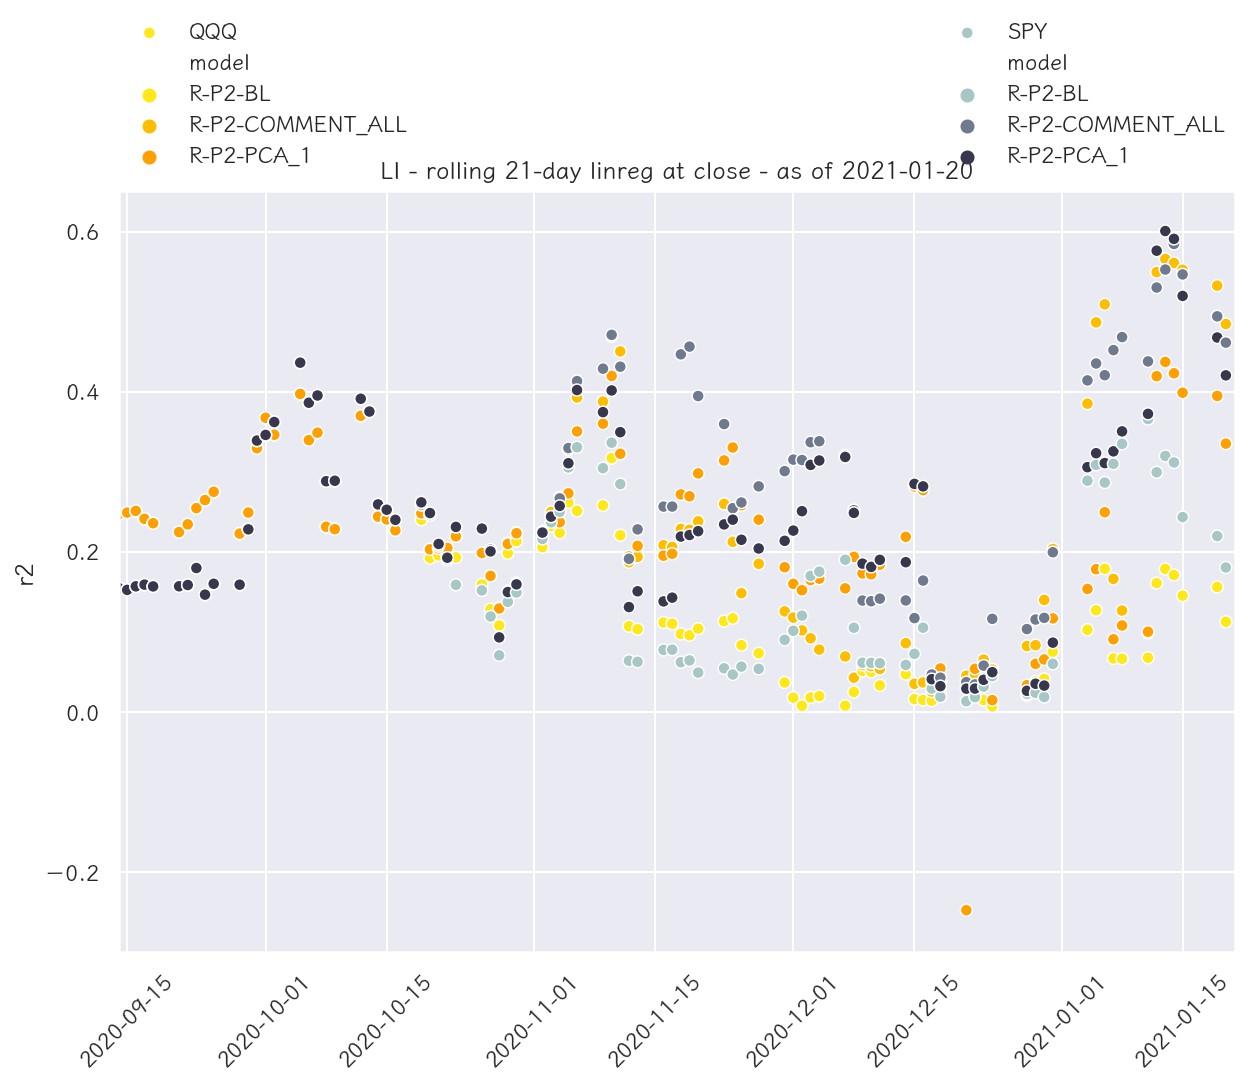 QQQ
model
R-P2-BL
R-P2-COMMENT_ALL
R-P2-PCA_1
SPY
model
R-P2-BL
R-P2-COMMENT_ALL
R-P2-PCA_1
LI - rolling 21-day linreg at close - as of 2021-01-20
r2
0.6
0.4
0.2
0.0
−0.2
2020-09-15
2020-10-01
2020-10-15
2020-11-01
2020-11-15
2020-12-01
2020-12-15
2021-01-01
2021-01-15